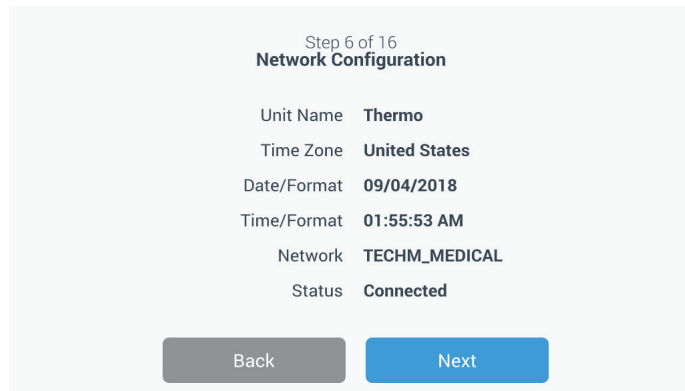 Step 6 of 16
Network Configuration
Unit Name Thermo
Time Zone United States
Date/Format 09/04/2018
Time/Format 01:55:53 AM
Network TECHM_MEDICAL
Status Connected
Back Next